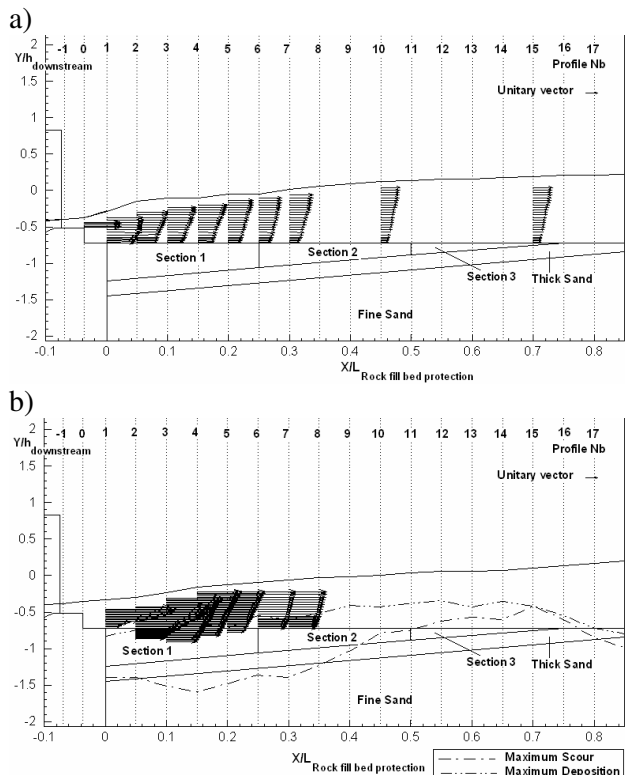 a)
2 -1 0 1 2 3 4 5 6 7 8 9 10 11 12 13 14 15 16 17
Y/h downstream
Profile Nb
1.5
Unitary vector
1
0.5
0
-0.5
Section 1 Section 2
-1
Section 3 Thick Sand
-1.5
Fine Sand
-2
-0.1 0 0.1 0.2 0.3 0.4 0.5 0.6 0.7 0.8
X/L Rock fill bed protection
b)
2 -1 0 1 2 3 4 5 6 7 8 9 10 11 12 13 14 15 16 17
Y/h downstream
Profile Nb
1.5
Unitary vector
1
0.5
0
-0.5
Section 1 Section 2
-1
Section 3 Thick Sand
-1.5
Fine Sand
-2
-0.1 0 0.1 0.2 0.3 0.4 0.5 0.6 0.7 0.8
X/L Rock fill bed protection
Maximum Scour
Maximum Deposition